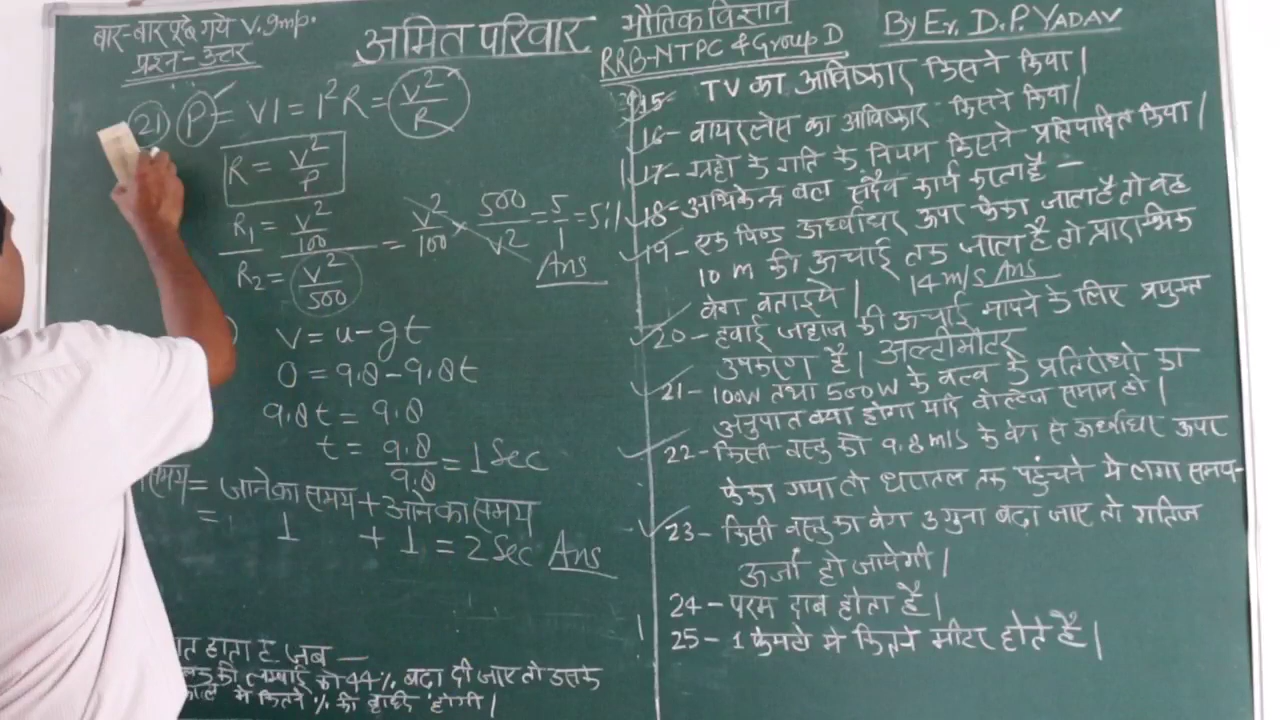 बार-बार पूछे गये V. Imp.
प्रश्न-उत्तर
अमित परिवार
भौतिक विज्ञान
RRB-NTPC & Group D
By Er. D.P. YADAV
(21) P = VI = I²R = V²/R
R = V²/P
R₁/R₂ = (V²/100)/(V²/500) = V²/100 × 500/V² = 5/1 = 5:1
Ans
V = u - gt
0 = 9.8 - 9.8t
9.8t = 9.8
t = 9.8/9.8 = 1 Sec
समय = जाने का समय + आने का समय
= 1 + 1 = 2 Sec Ans
होता है जब —
की लम्बाई को 44% बढ़ा दी जाए तो उसके
में कितने % की वृद्धि होगी।
15- TV का आविष्कार किसने किया।
16- वायरलेस का आविष्कार किसने किया।
17- ग्रहो के गति के नियम किसने प्रतिपादित किया।
18- अभिकेन्द्र बल सदैव कार्य करता है –
19- एक पिण्ड ऊर्ध्वाधर ऊपर फेंका जाता है तो वह
10 m की ऊचाई तक जाता है तो प्रारम्भिक
वेग बताइये। 14 m/s Ans
20- हवाई जहाज की ऊचाई मापने के लिए प्रयुक्त
उपकरण है। अल्टीमीटर
21- 100W तथा 500W के बल्ब के प्रतिरोधो का
अनुपात क्या होगा यदि वोल्टेज समान हो।
22- किसी वस्तु को 9.8 m/s के वेग से ऊर्ध्वाधर ऊपर
फेका गया तो धरातल तक पहुंचने मे लगा समय-
23- किसी वस्तु का वेग 3 गुना बढ़ा जाए तो गतिज
ऊर्जा हो जायेगी।
24- परम दाब होता है।
25- 1 फेमटो मे कितने मीटर होते है।